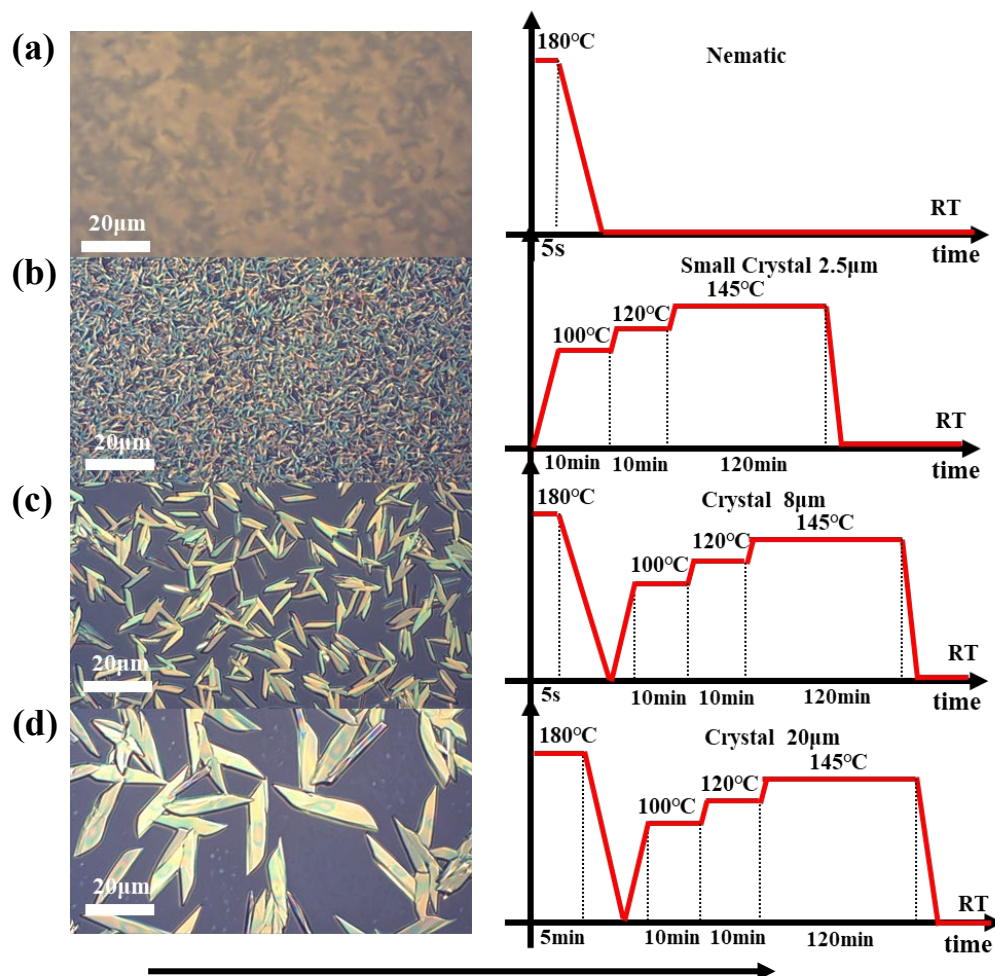 (a)
20μm
180℃
Nematic
RT
5s
time
(b)
20μm
Small Crystal 2.5μm
100℃
120℃
145℃
RT
10min
10min
120min
time
(c)
20μm
180℃
Crystal 8μm
100℃
120℃
145℃
RT
5s
10min
10min
120min
time
(d)
20μm
180℃
Crystal 20μm
100℃
120℃
145℃
RT
5min
10min
10min
120min
time